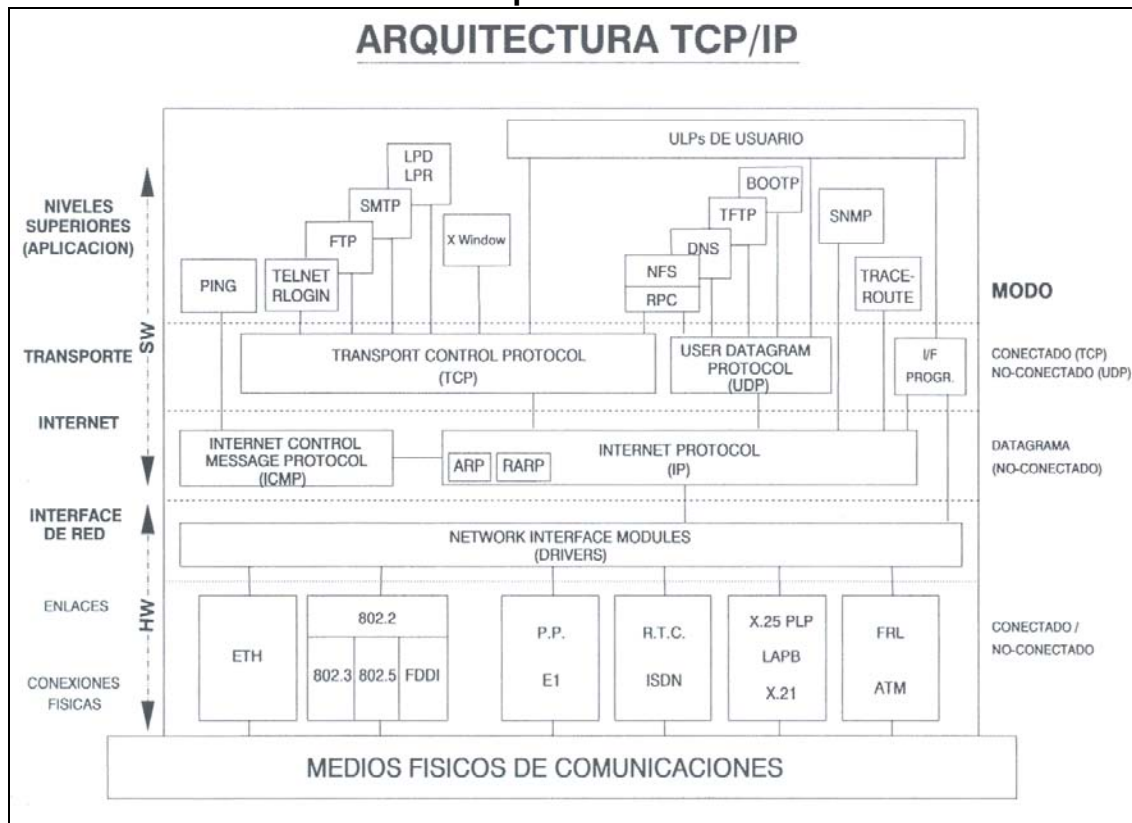 ARQUITECTURA TCP/IP
ULPs DE USUARIO
LPD
LPR
BOOTP
SMTP
TFTP
SNMP
NIVELES
SUPERIORES
(APLICACION)
FTP
X Window
DNS
PING
TELNET
RLOGIN
NFS
RPC
TRACE-
ROUTE
MODO
SW
TRANSPORTE
TRANSPORT CONTROL PROTOCOL
(TCP)
USER DATAGRAM
PROTOCOL
(UDP)
I/F
PROGR.
CONECTADO (TCP)
NO-CONECTADO (UDP)
INTERNET
INTERNET CONTROL
MESSAGE PROTOCOL
(ICMP)
ARP
RARP
INTERNET PROTOCOL
(IP)
DATAGRAMA
(NO-CONECTADO)
INTERFACE
DE RED
NETWORK INTERFACE MODULES
(DRIVERS)
HW
ENLACES
CONEXIONES
FISICAS
ETH
802.2
802.3
802.5
FDDI
P.P.
E1
R.T.C.
ISDN
X.25 PLP
LAPB
X.21
FRL
ATM
CONECTADO /
NO-CONECTADO
MEDIOS FISICOS DE COMUNICACIONES